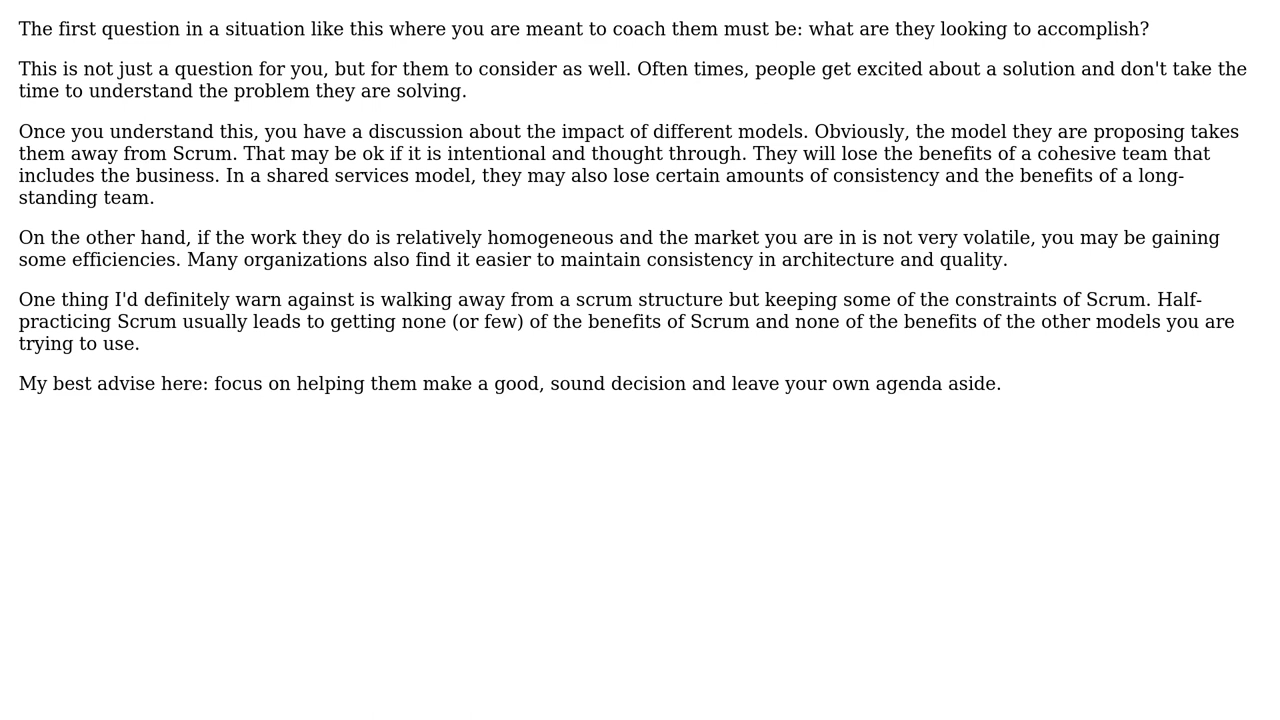 The first question in a situation like this where you are meant to coach them must be: what are they looking to accomplish?
This is not just a question for you, but for them to consider as well. Often times, people get excited about a solution and don't take the
time to understand the problem they are solving.
Once you understand this, you have a discussion about the impact of different models. Obviously, the model they are proposing takes
them away from Scrum. That may be ok if it is intentional and thought through. They will lose the benefits of a cohesive team that
includes the business. In a shared services model, they may also lose certain amounts of consistency and the benefits of a long-
standing team.
On the other hand, if the work they do is relatively homogeneous and the market you are in is not very volatile, you may be gaining
some efficiencies. Many organizations also find it easier to maintain consistency in architecture and quality.
One thing I'd definitely warn against is walking away from a scrum structure but keeping some of the constraints of Scrum. Half-
practicing Scrum usually leads to getting none (or few) of the benefits of Scrum and none of the benefits of the other models you are
trying to use.
My best advise here: focus on helping them make a good, sound decision and leave your own agenda aside.